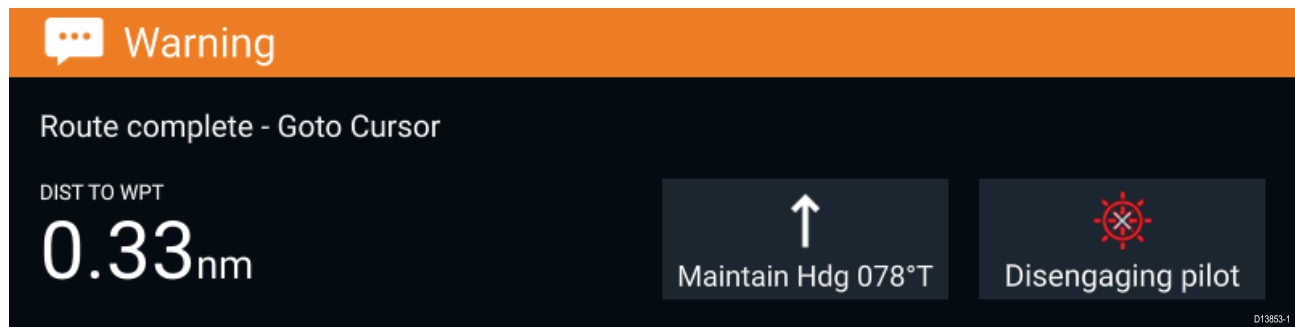 Warning
Route complete - Goto Cursor
DIST TO WPT
0.33nm
Maintain Hdg 078°T
Disengaging pilot
D13853-1